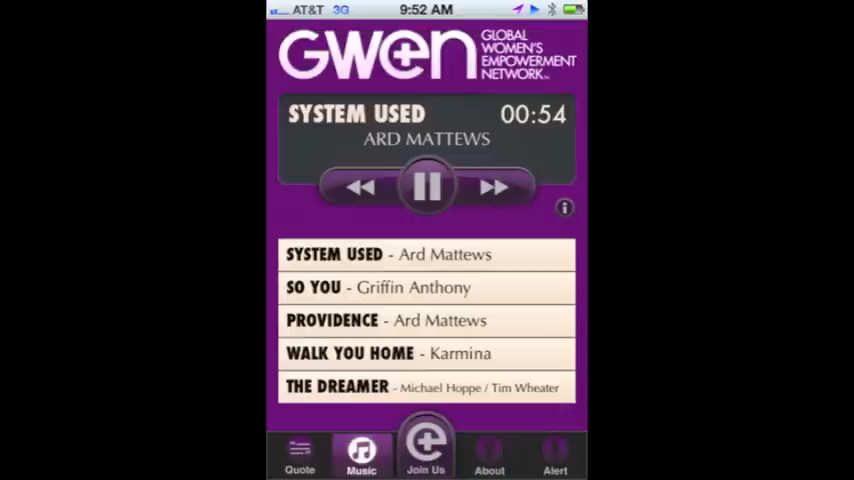 AT&T 3G 9:52 AM
GWEN GLOBAL
WOMEN'S
EMPOWERMENT
NETWORK
SYSTEM USED 00:54
ARD MATTEWS
SYSTEM USED - Ard Mattews
SO YOU - Griffin Anthony
PROVIDENCE - Ard Mattews
WALK YOU HOME - Karmina
THE DREAMER - Michael Hoppe / Tim Wheater
Quote Music Join Us About Alert